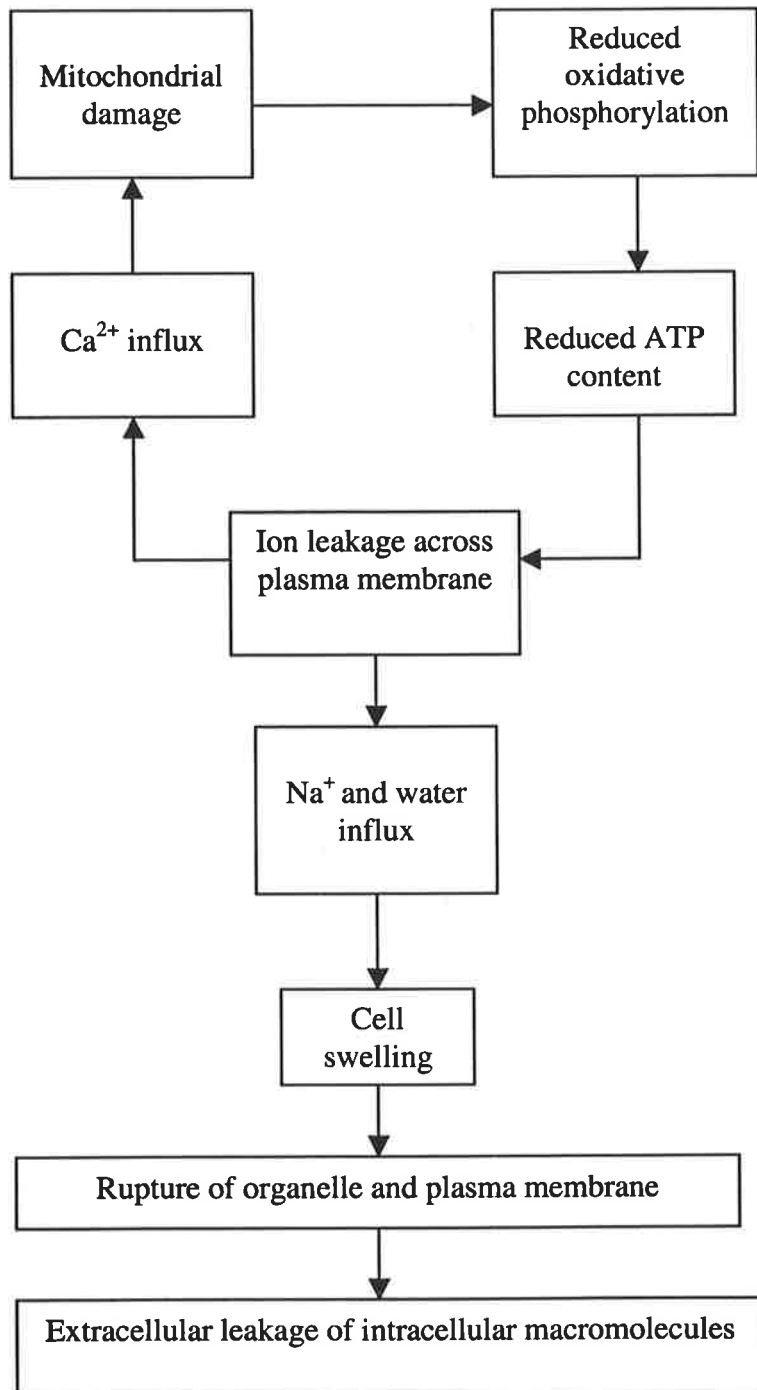 Mitochondrial
damage
Reduced
oxidative
phosphorylation
Ca²⁺ influx
Reduced ATP
content
Ion leakage across
plasma membrane
Na⁺ and water
influx
Cell
swelling
Rupture of organelle and plasma membrane
Extracellular leakage of intracellular macromolecules